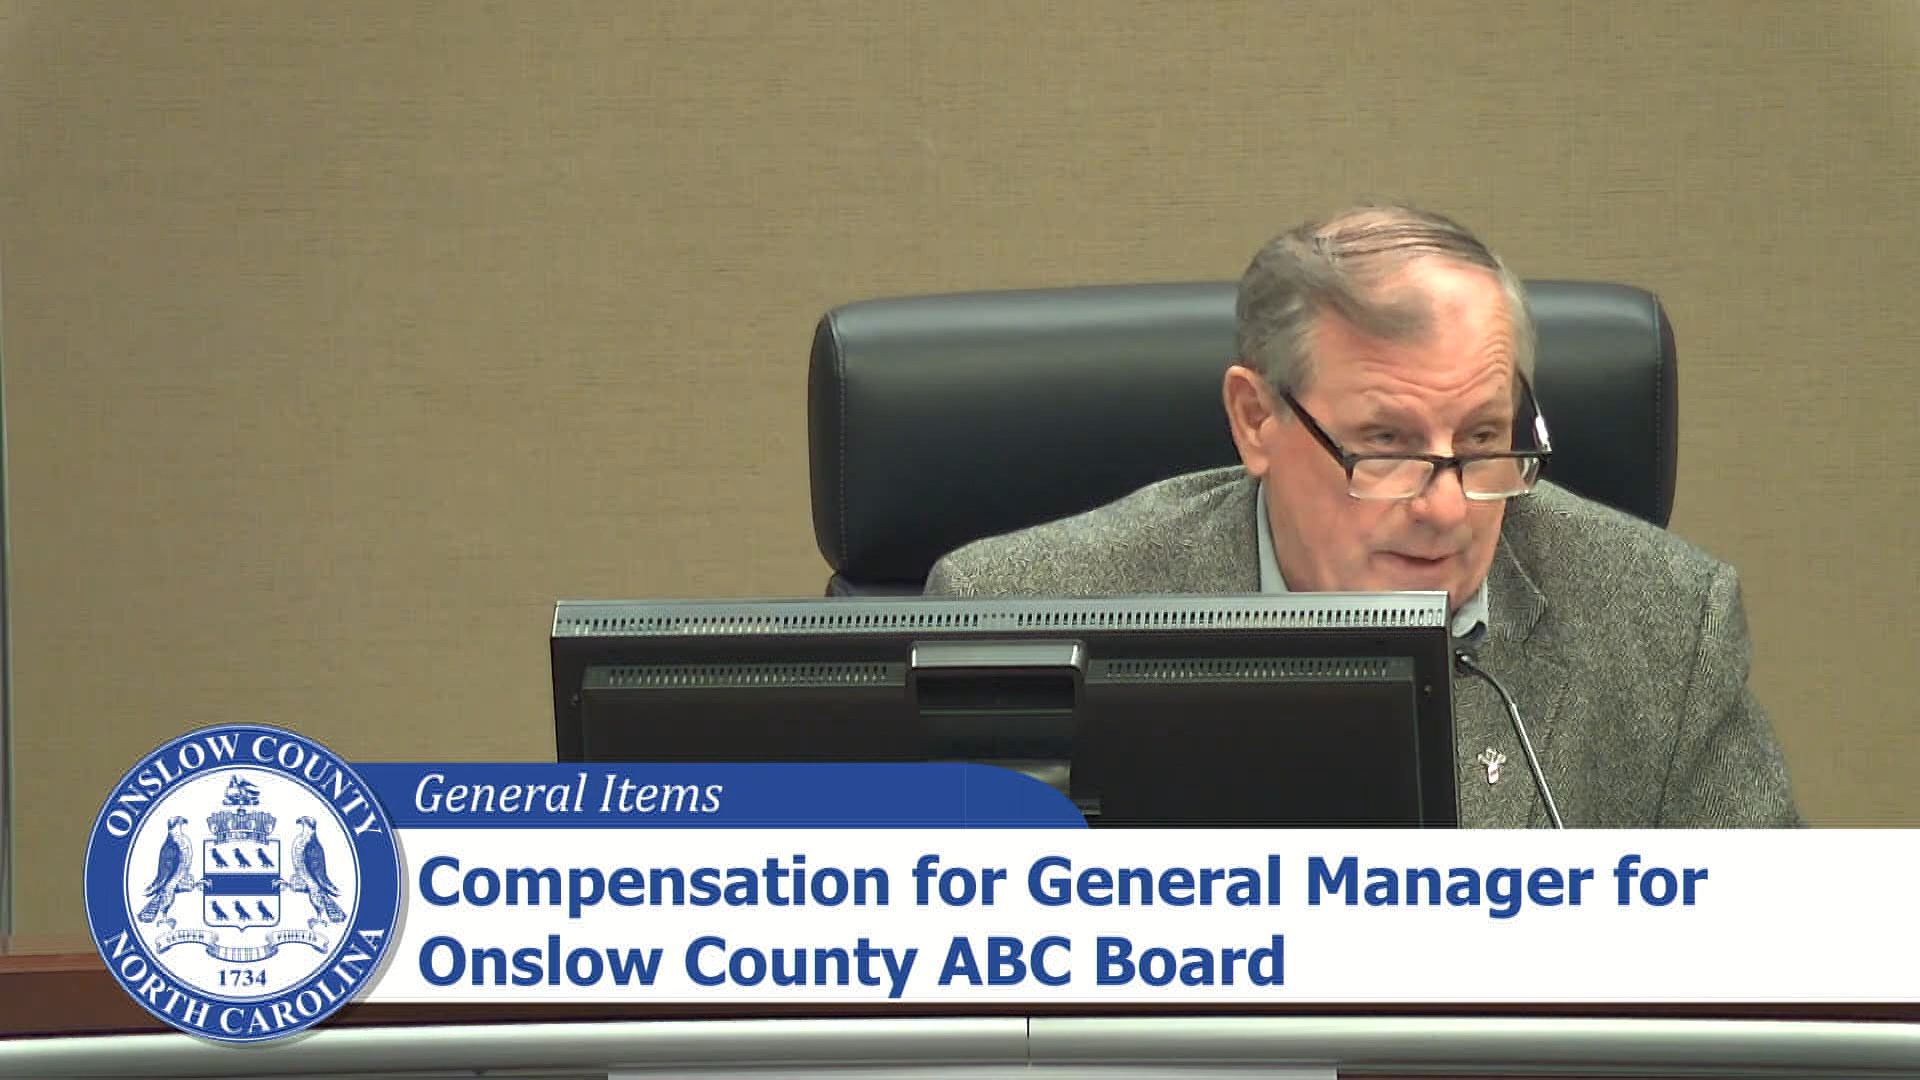 General Items
Compensation for General Manager for
Onslow County ABC Board
ONSLOW COUNTY
SEMPER FIDELIS
1734
NORTH CAROLINA